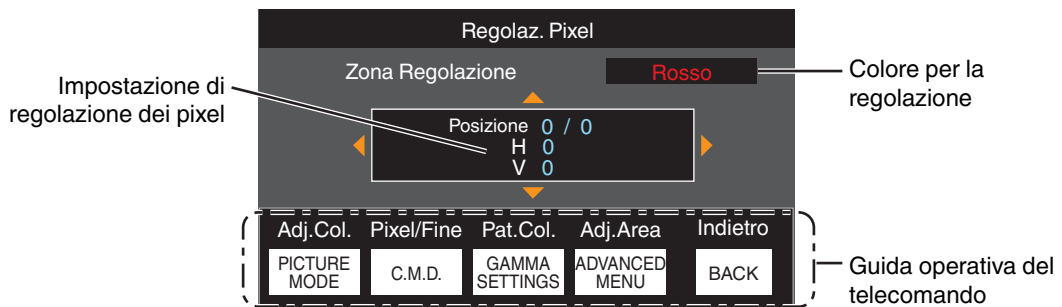 Regolaz. Pixel
Zona Regolazione Rosso
Impostazione di
regolazione dei pixel
Colore per la
regolazione
Posizione 0 / 0
H 0
V 0
Adj.Col. Pixel/Fine Pat.Col. Adj.Area Indietro
PICTURE
MODE
C.M.D.
GAMMA
SETTINGS
ADVANCED
MENU
BACK
Guida operativa del
telecomando